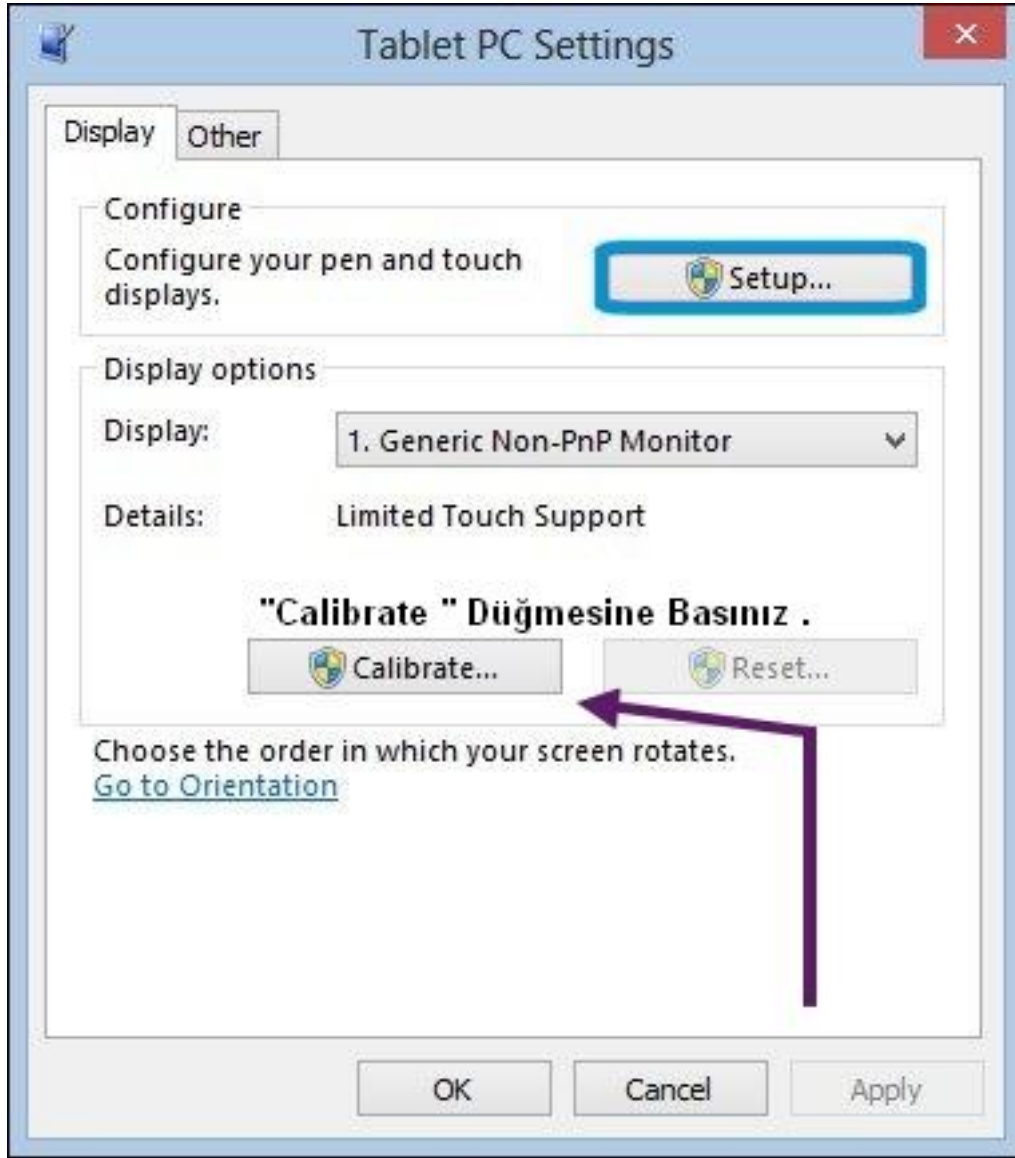 Tablet PC Settings
Display Other
Configure
Configure your pen and touch
displays.
Setup...
Display options
Display: 1. Generic Non-PnP Monitor
Details: Limited Touch Support
"Calibrate " Düğmesine Basınız .
Calibrate... Reset...
Choose the order in which your screen rotates.
Go to Orientation
OK Cancel Apply